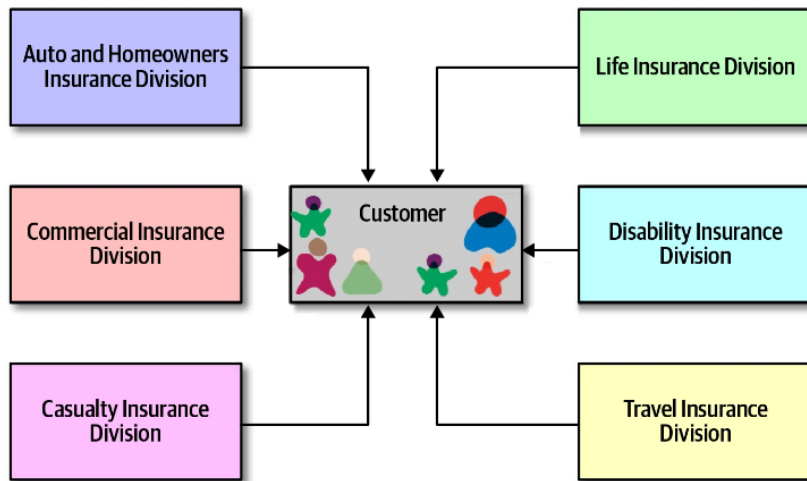 Auto and Homeowners
Insurance Division
Life Insurance Division
Commercial Insurance
Division
Customer
Disability Insurance
Division
Casualty Insurance
Division
Travel Insurance
Division